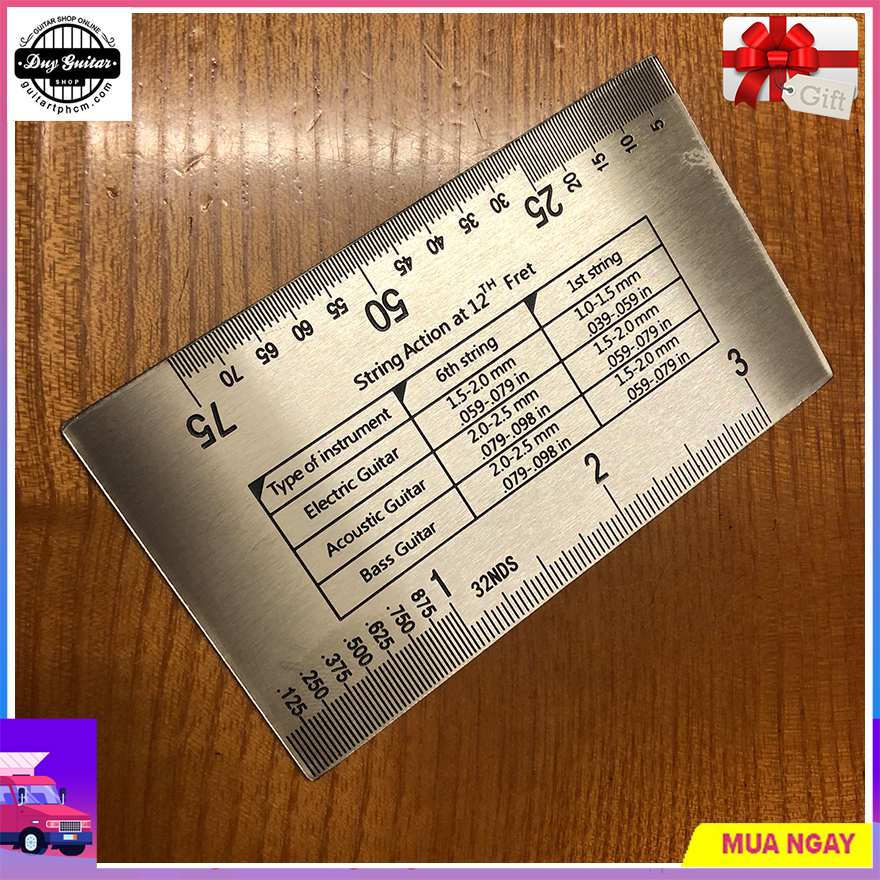 GUITAR SHOP ONLINE
Duy Guitar
SHOP
guitartphcm.com
Gift
5
10
15
20
25
30
35
40
45
50
55
60
65
70
75
String Action at 12TH Fret
Type of instrument 6th string 1st string
Electric Guitar 1.5-2.0 mm 1.0-1.5 mm
.059-.079 in 039-.059 in
Acoustic Guitar 2.0-2.5 mm 1.5-2.0 mm
.079-.098 in .059-.079 in
Bass Guitar 2.0-2.5 mm 1.5-2.0 mm
.079-.098 in .059-.079 in
.125
.250
.375
.500
.625
.750
875
1
32NDS
2
3
MUA NGAY